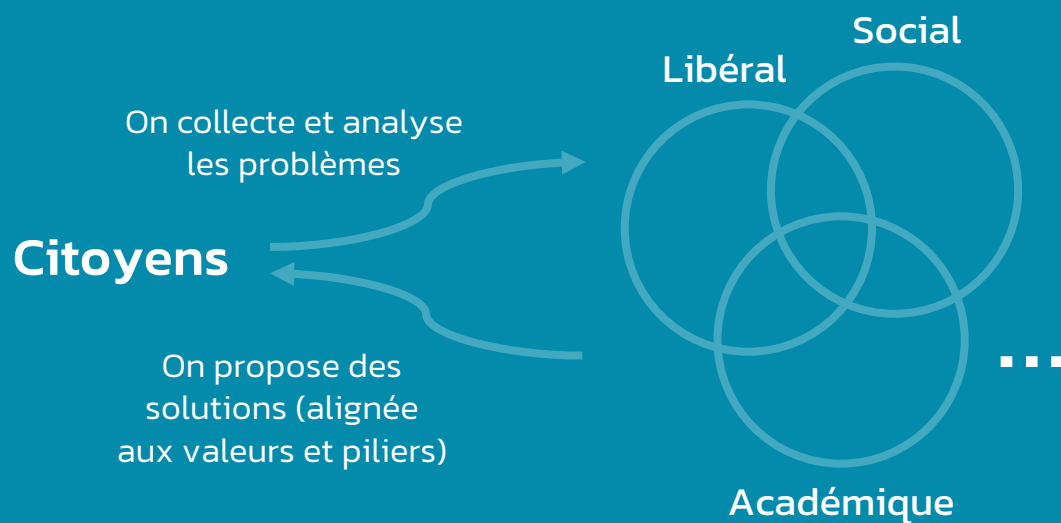 Social
Libéral
On collecte et analyse
les problèmes
Citoyens
On propose des
solutions (alignée
aux valeurs et piliers)
...
Académique